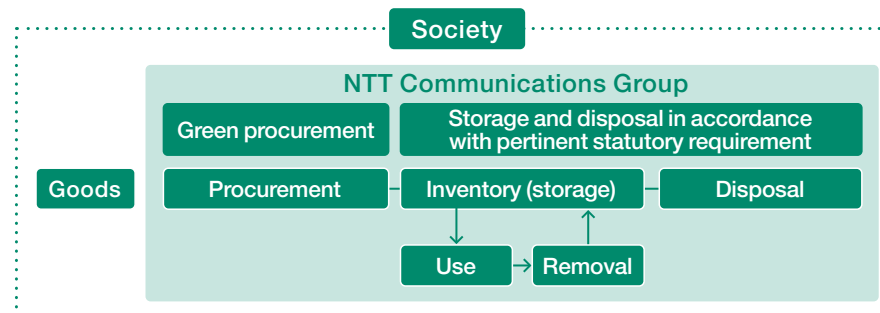 Society
NTT Communications Group
Green procurement
Storage and disposal in accordance
with pertinent statutory requirement
Goods
Procurement
Inventory (storage)
Disposal
Use
Removal